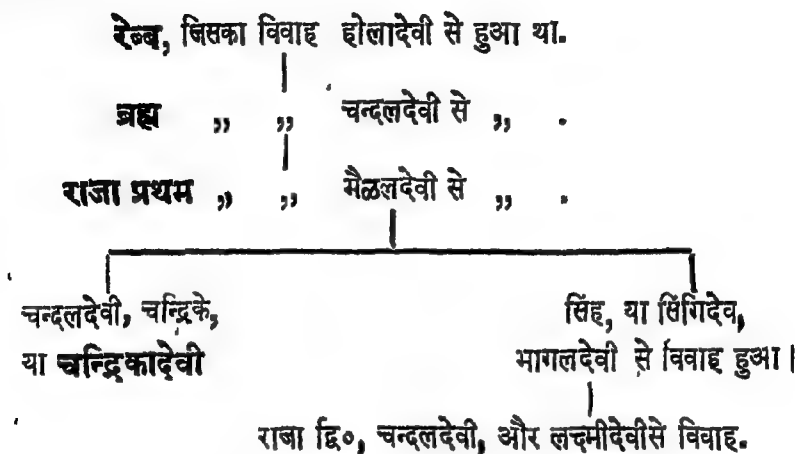 रेब्ब, जिसका विवाह होलादेवी से हुआ था.
ब्रह्म ,, ,, चन्दलदेवी से ,, .
राजा प्रथम ,, ,, मैळलदेवी से ,, .
चन्दलदेवी, चन्द्रिके, सिंह, या सिंगिदेव,
या चन्द्रिकादेवी भागलदेवी से विवाह हुआ।
राजा द्वि०, चन्दलदेवी, और लक्ष्मीदेवीसे विवाह.